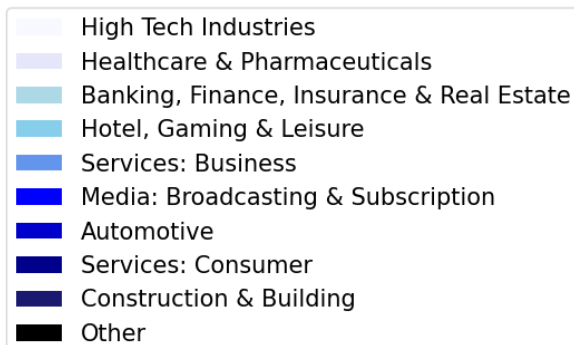 High Tech Industries
Healthcare & Pharmaceuticals
Banking, Finance, Insurance & Real Estate
Hotel, Gaming & Leisure
Services: Business
Media: Broadcasting & Subscription
Automotive
Services: Consumer
Construction & Building
Other